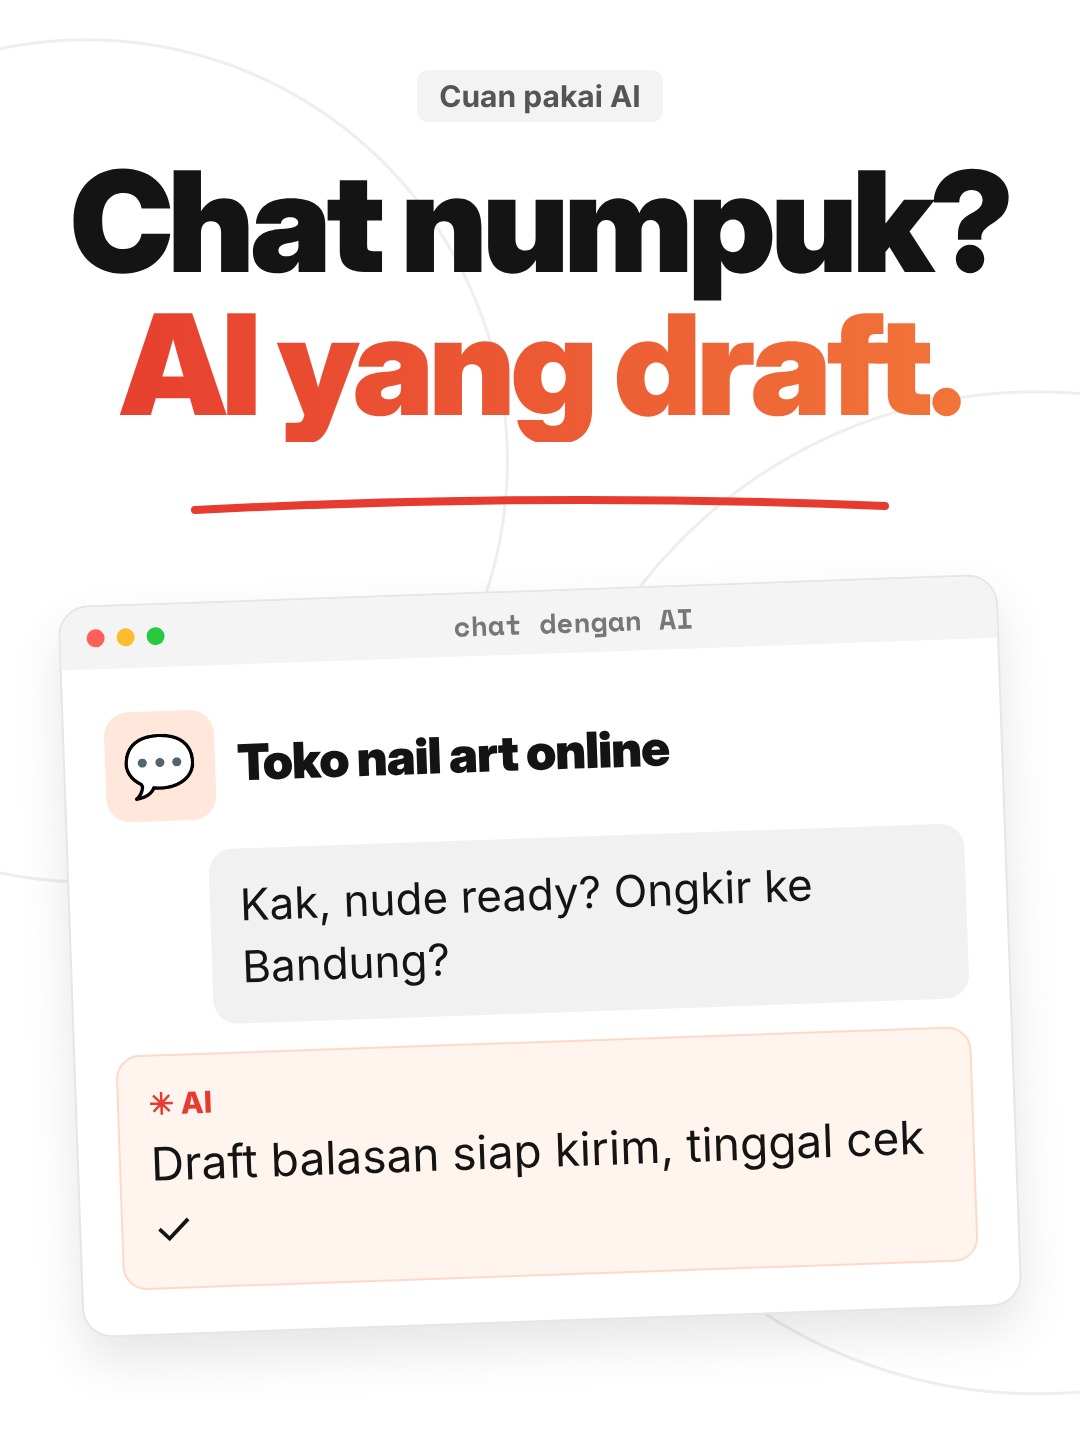 Cuan pakai AI
Chat numpuk?
AI yang draft.
chat dengan AI
Toko nail art online
Kak, nude ready? Ongkir ke
Bandung?
✳ AI
Draft balasan siap kirim, tinggal cek
✓